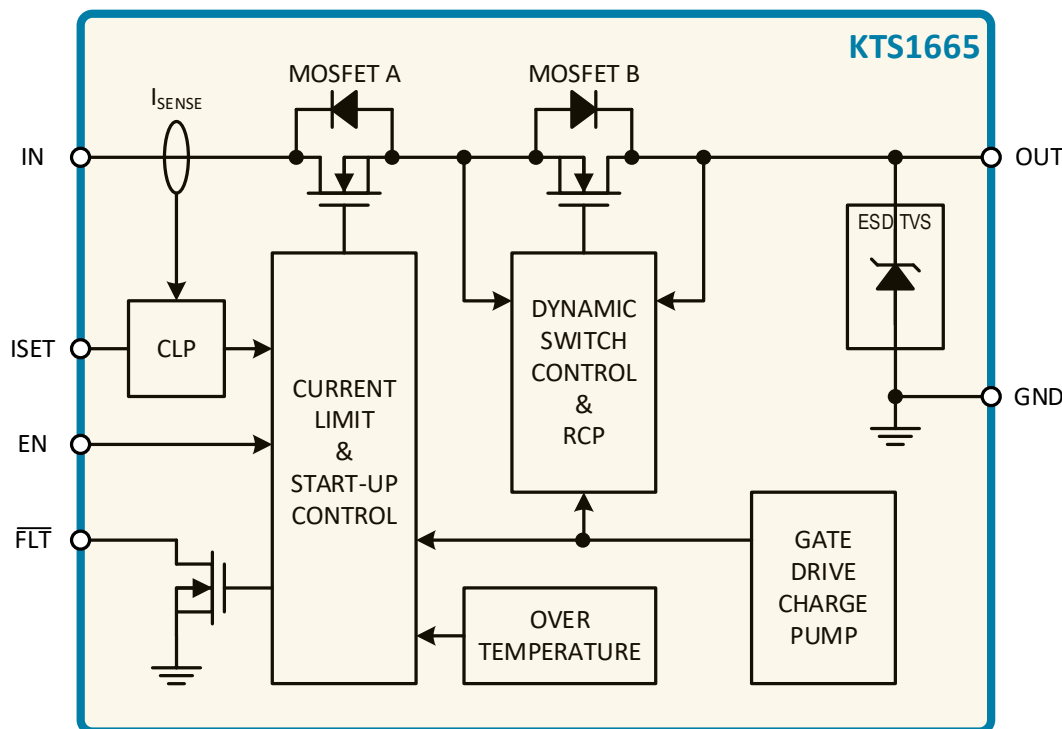 KTS1665
MOSFET A
MOSFET B
ISENSE
IN
OUT
ESD TVS
ISET
CLP
DYNAMIC
SWITCH
CONTROL
&
RCP
CURRENT
LIMIT
&
START-UP
CONTROL
GND
EN
FLT
GATE
DRIVE
CHARGE
PUMP
OVER
TEMPERATURE